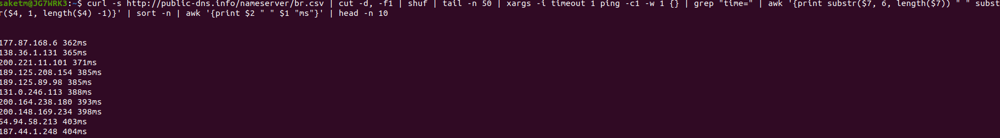 saketm@JG7WRK3:~$ curl -s http://public-dns.info/nameserver/br.csv | cut -d, -f1 | shuf | tail -n 50 | xargs -i timeout 1 ping -c1 -w 1 {} | grep "time=" | awk '{print substr($7, 6, length($7)) " " subst
r($4, 1, length($4) -1)}' | sort -n | awk '{print $2 " " $1 "ms"}' | head -n 10
177.87.168.6 362ms
138.36.1.131 365ms
200.221.11.101 371ms
189.125.208.154 385ms
189.125.89.98 385ms
131.0.246.113 388ms
200.164.238.180 393ms
200.148.169.234 398ms
54.94.58.213 403ms
187.44.1.248 404ms